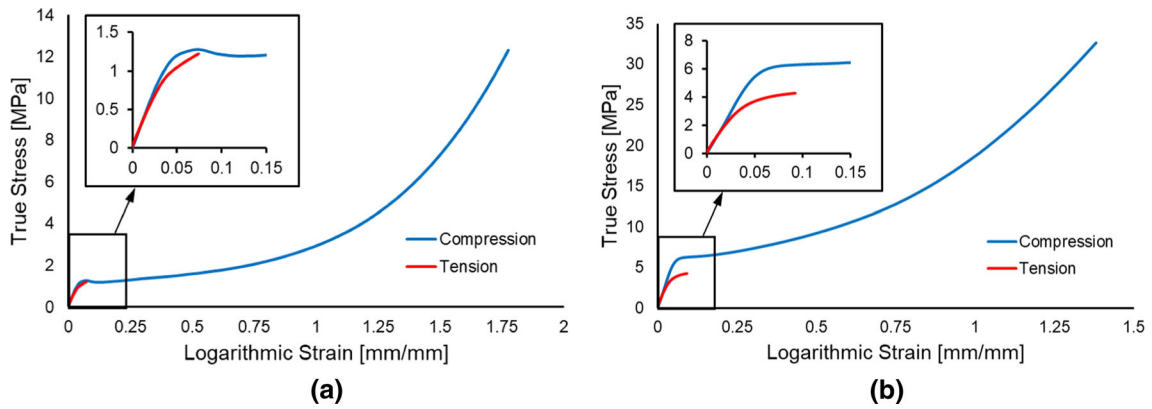 14
12
10
8
6
4
2
0
True Stress [MPa]
1.5
1
0.5
0
0 0.05 0.1 0.15
Compression
Tension
0 0.25 0.5 0.75 1 1.25 1.5 1.75 2
Logarithmic Strain [mm/mm]
(a)
35
30
25
20
15
10
5
0
True Stress [MPa]
8
6
4
2
0
0 0.05 0.1 0.15
Compression
Tension
0 0.25 0.5 0.75 1 1.25 1.5
Logarithmic Strain [mm/mm]
(b)